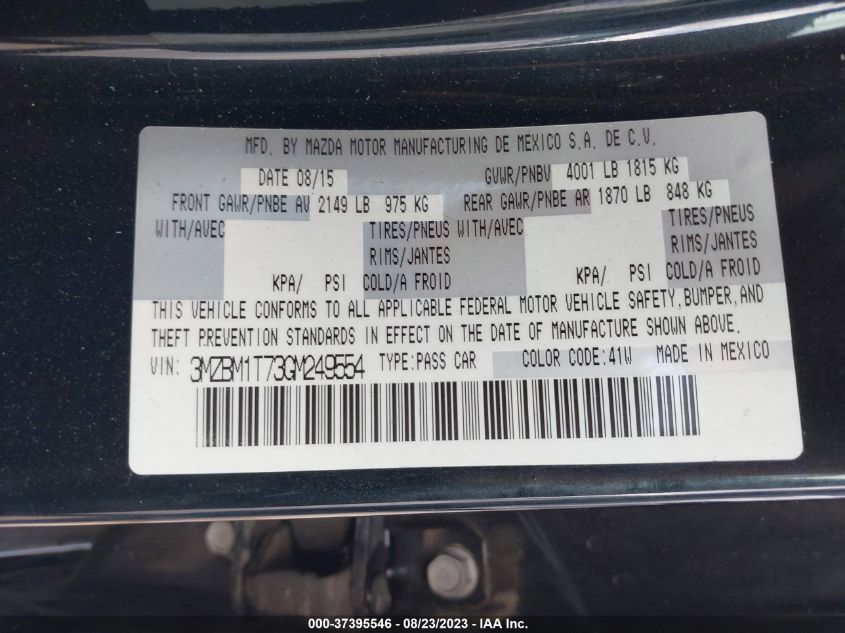 MFD. BY MAZDA MOTOR MANUFACTURING DE MEXICO S.A. DE C.V.
DATE 08/15 GVWR/PNBV 4001 LB 1815 KG
FRONT GAWR/PNBE AV 2149 LB 975 KG REAR GAWR/PNBE AR 1870 LB 848 KG
WITH/AVEC TIRES/PNEUS WITH/AVEC TIRES/PNEUS
RIMS/JANTES RIMS/JANTES
KPA/ PSI COLD/A FROID KPA/ PSI COLD/A FROID
THIS VEHICLE CONFORMS TO ALL APPLICABLE FEDERAL MOTOR VEHICLE SAFETY, BUMPER, AND
THEFT PREVENTION STANDARDS IN EFFECT ON THE DATE OF MANUFACTURE SHOWN ABOVE.
VIN: 3MZBM1T73GM249554 TYPE:PASS CAR COLOR CODE:41W MADE IN MEXICO
000-37395546 - 08/23/2023 - IAA Inc.